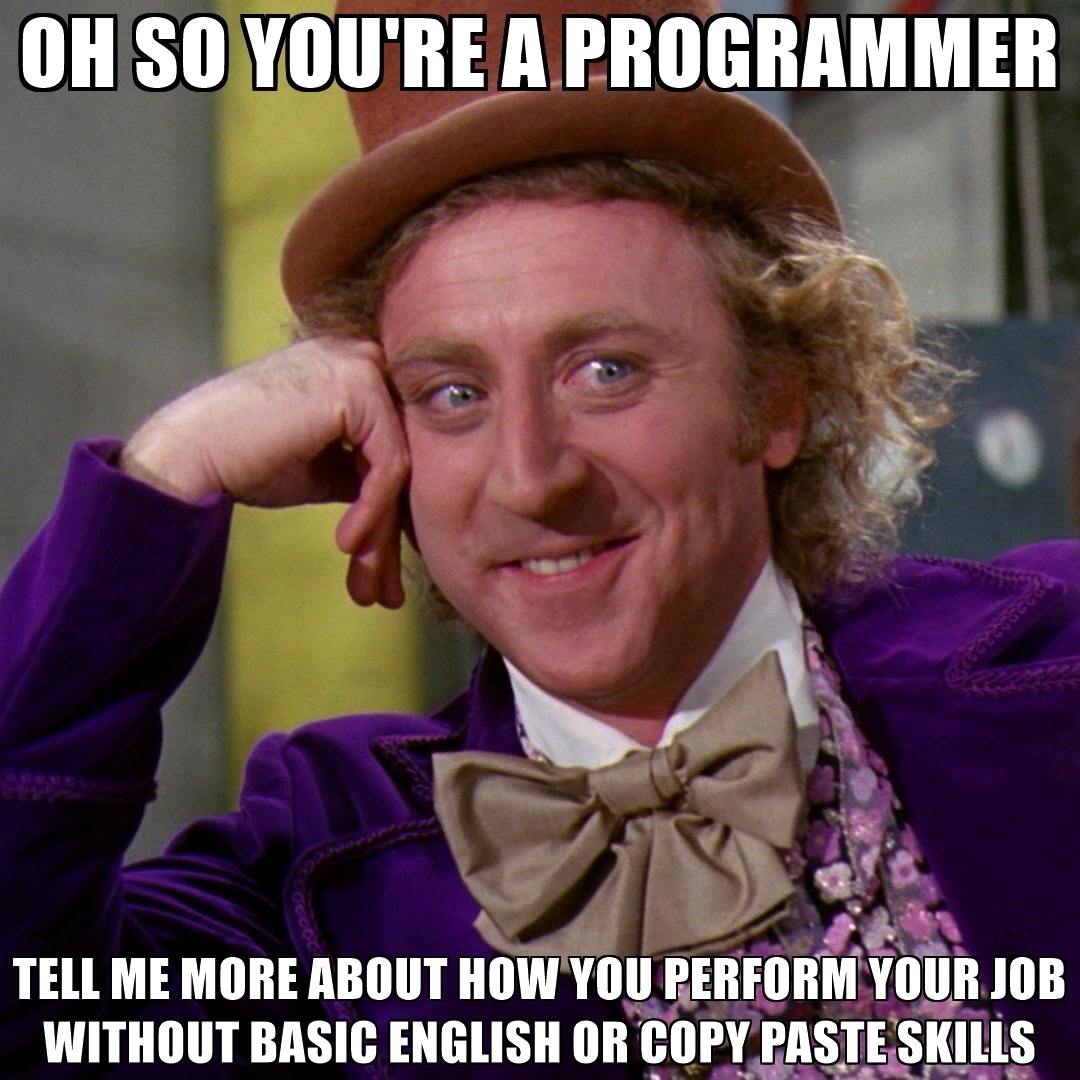 OH SO YOU'RE A PROGRAMMER
TELL ME MORE ABOUT HOW YOU PERFORM YOUR JOB
WITHOUT BASIC ENGLISH OR COPY PASTE SKILLS